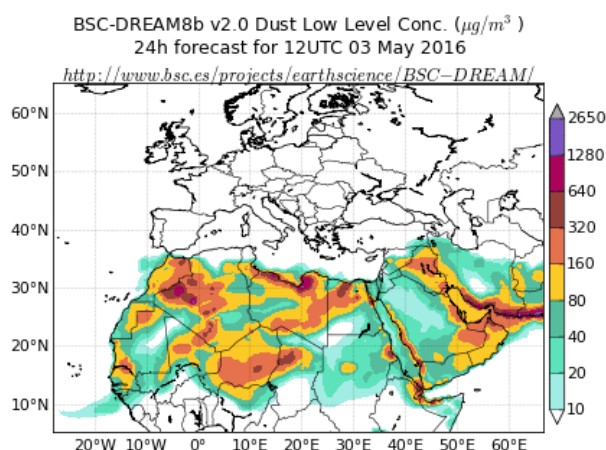 BSC-DREAM8b v2.0 Dust Low Level Conc. (μg/m³ )
24h forecast for 12UTC 03 May 2016
http://www.bsc.es/projects/earthscience/BSC−DREAM/
60°N
50°N
40°N
30°N
20°N
10°N
20°W
10°W
0°
10°E
20°E
30°E
40°E
50°E
60°E
2650
1280
640
320
160
80
40
20
10